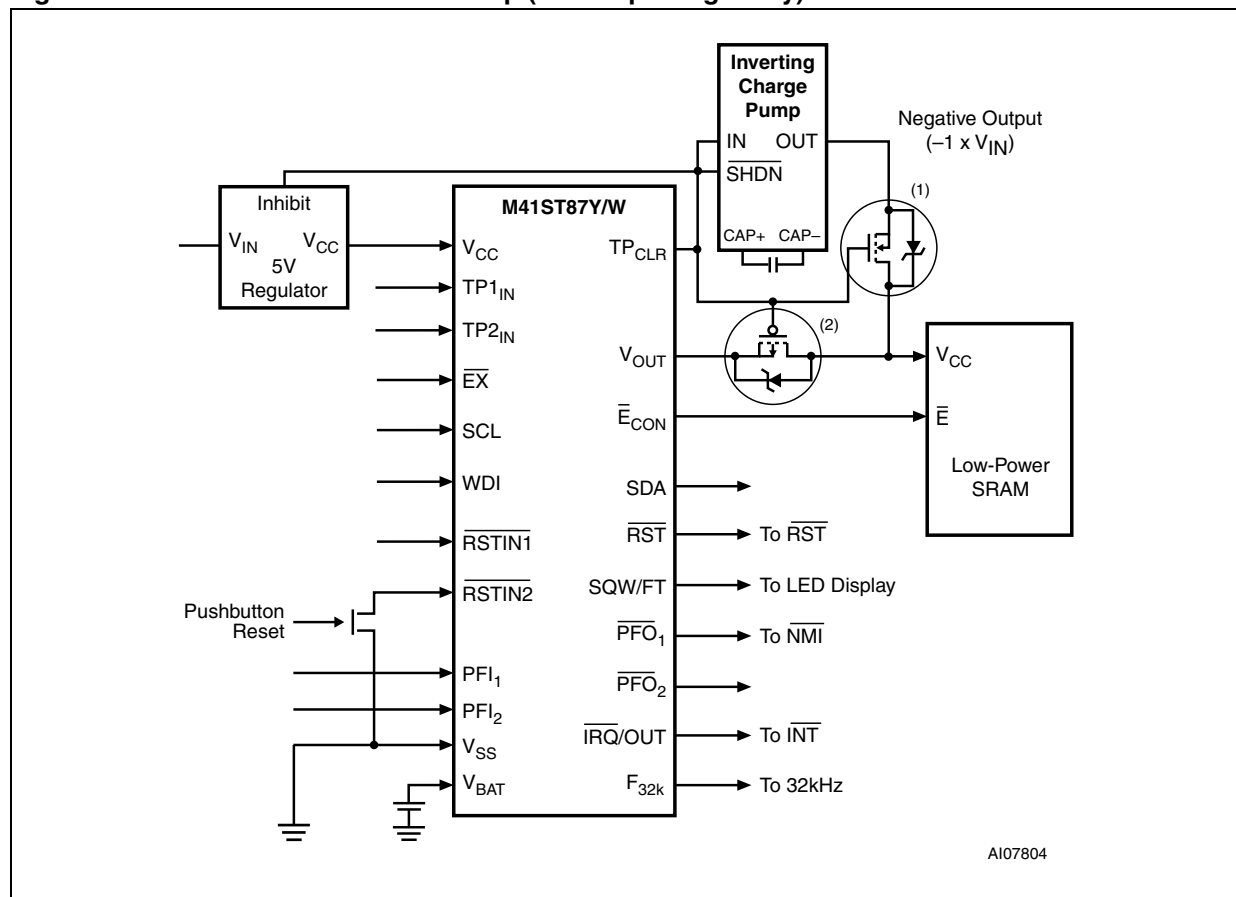 Inverting
Charge
Pump
IN OUT
SHDN
CAP+ CAP–
Negative Output
(–1 x VIN)
(1)
Inhibit
VIN VCC
5V
Regulator
M41ST87Y/W
VCC
TP1IN
TP2IN
EX
SCL
WDI
RSTIN1
RSTIN2
PFI1
PFI2
VSS
VBAT
TPCLR
VOUT
ECON
SDA
RST
SQW/FT
PFO1
PFO2
IRQ/OUT
F32k
(2)
VCC
E
Low-Power
SRAM
To RST
To LED Display
To NMI
To INT
To 32kHz
Pushbutton
Reset
AI07804